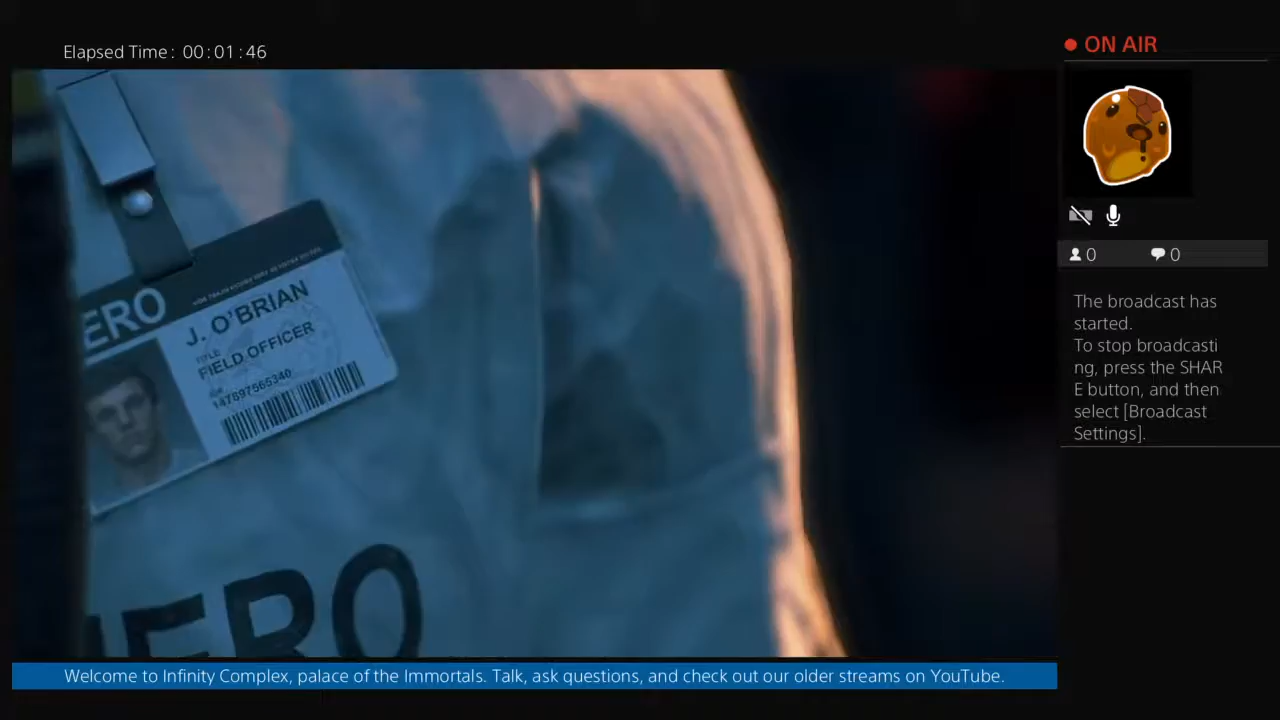 Elapsed Time: 00:01:46
ON AIR
ERO
J. O'BRIAN
TITLE
FIELD OFFICER
147697565340
ERO
0
0
The broadcast has
started.
To stop broadcasti
ng, press the SHAR
E button, and then
select [Broadcast
Settings].
Welcome to Infinity Complex, palace of the Immortals. Talk, ask questions, and check out our older streams on YouTube.